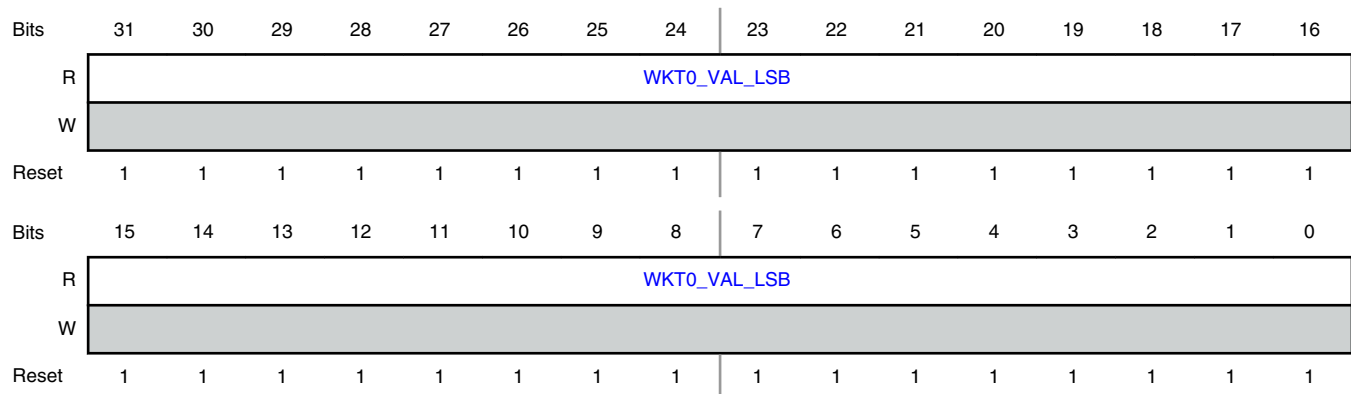 Bits 31 30 29 28 27 26 25 24 23 22 21 20 19 18 17 16
R WKT0_VAL_LSB
W
Reset 1 1 1 1 1 1 1 1 1 1 1 1 1 1 1 1
Bits 15 14 13 12 11 10 9 8 7 6 5 4 3 2 1 0
R WKT0_VAL_LSB
W
Reset 1 1 1 1 1 1 1 1 1 1 1 1 1 1 1 1